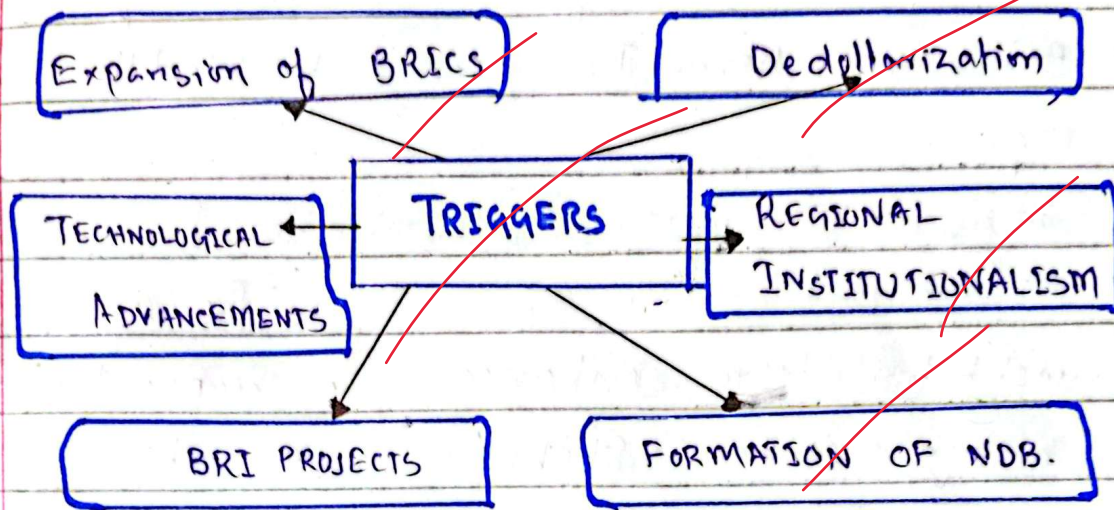 Expansion of BRICS
Dedollarization
TRIGGERS
TECHNOLOGICAL
ADVANCEMENTS
REGIONAL
INSTITUTIONALISM
BRI PROJECTS
FORMATION OF NDB.